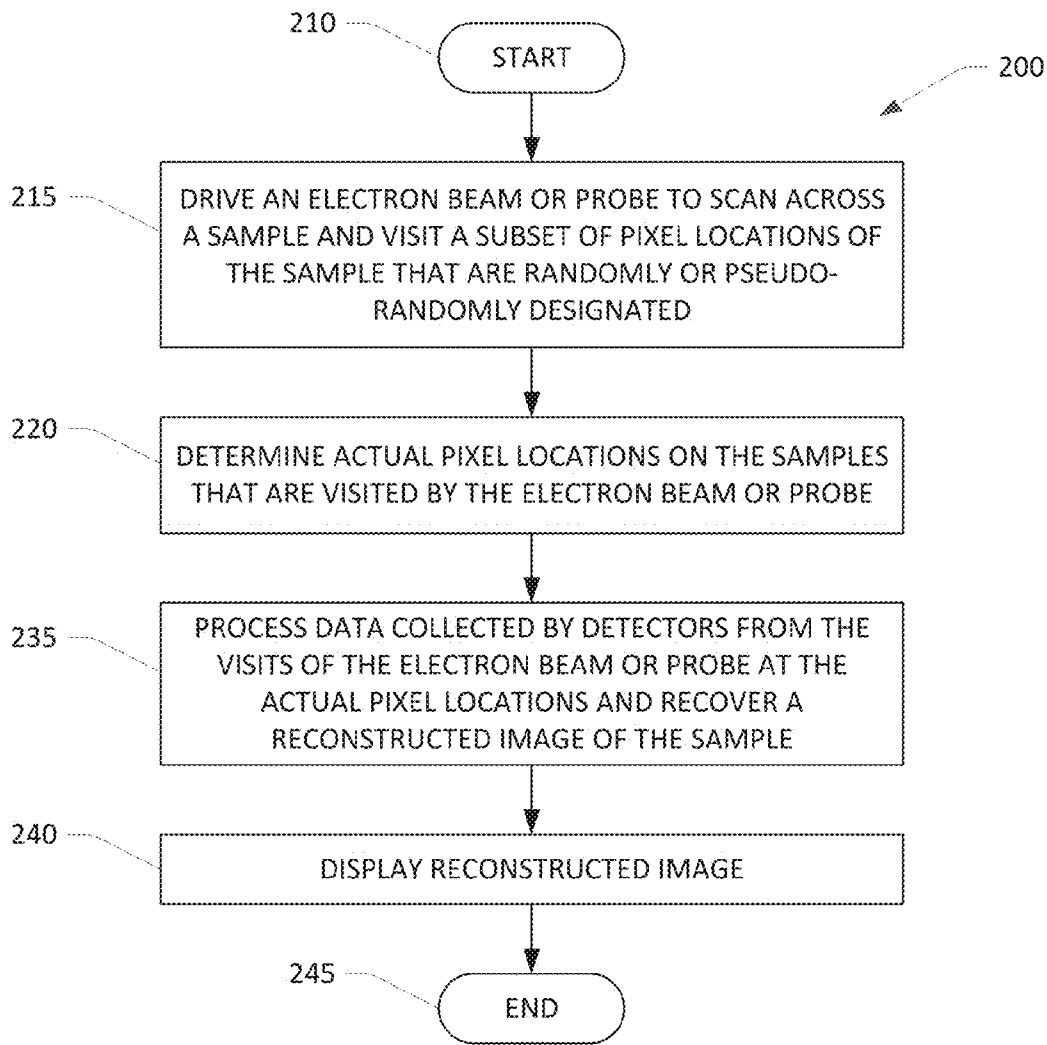 210
START
200
215
DRIVE AN ELECTRON BEAM OR PROBE TO SCAN ACROSS
A SAMPLE AND VISIT A SUBSET OF PIXEL LOCATIONS OF
THE SAMPLE THAT ARE RANDOMLY OR PSEUDO-
RANDOMLY DESIGNATED
220
DETERMINE ACTUAL PIXEL LOCATIONS ON THE SAMPLES
THAT ARE VISITED BY THE ELECTRON BEAM OR PROBE
235
PROCESS DATA COLLECTED BY DETECTORS FROM THE
VISITS OF THE ELECTRON BEAM OR PROBE AT THE
ACTUAL PIXEL LOCATIONS AND RECOVER A
RECONSTRUCTED IMAGE OF THE SAMPLE
240
DISPLAY RECONSTRUCTED IMAGE
245
END